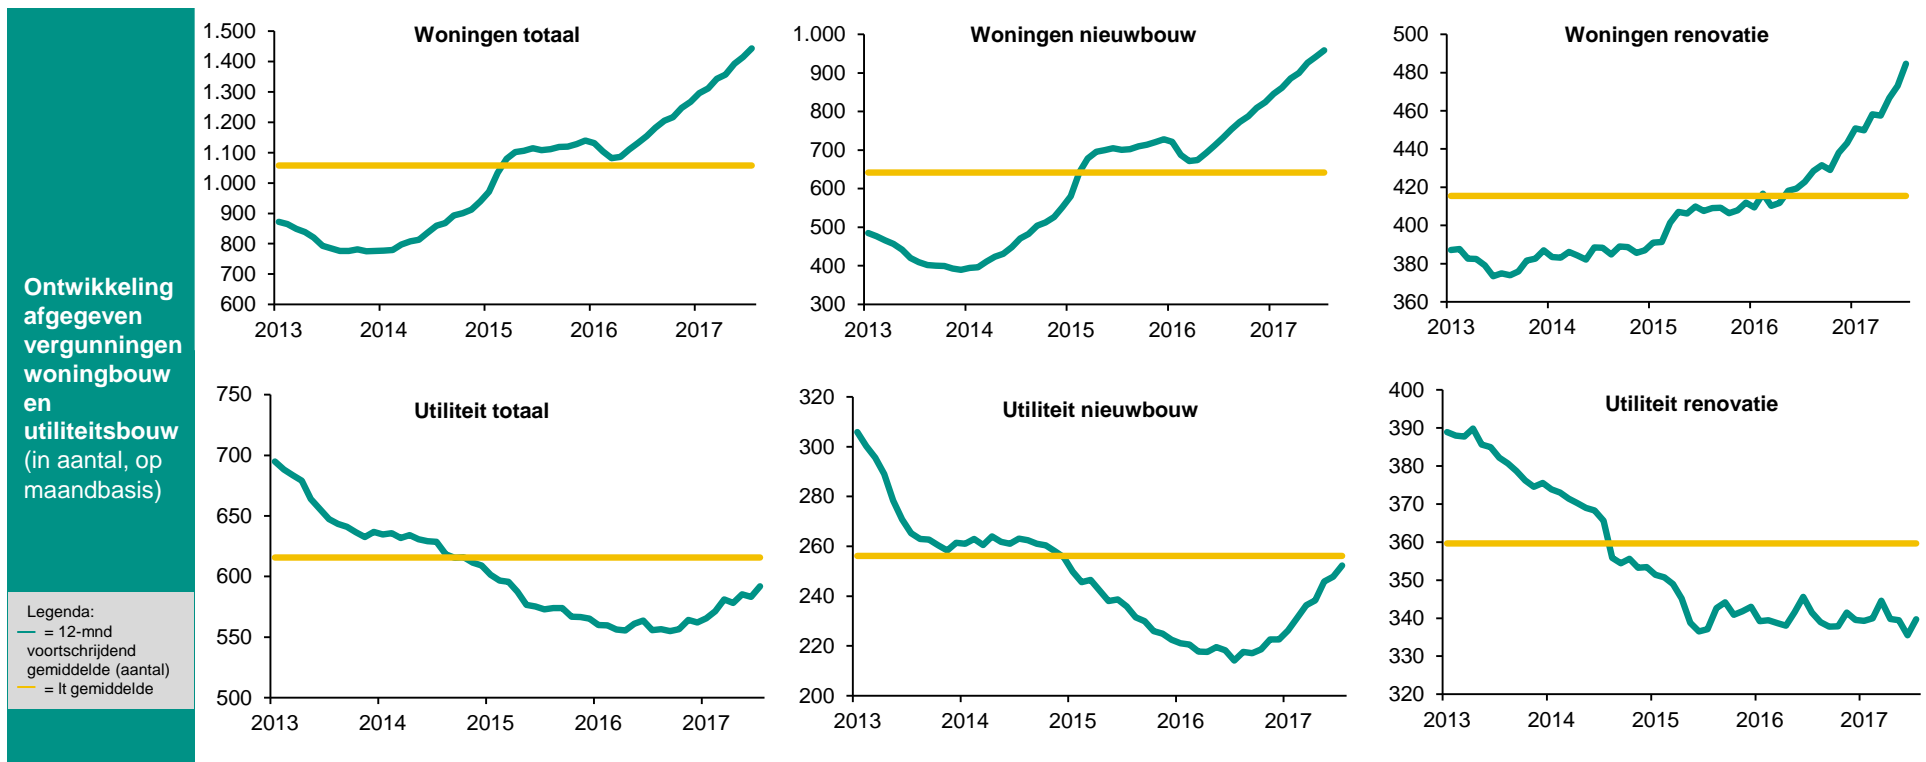 Ontwikkeling
afgegeven
vergunningen
woningbouw
en
utiliteitsbouw
(in aantal, op
maandbasis)
Legenda:
= 12-mnd
voortschrijdend
gemiddelde (aantal)
= lt gemiddelde
Woningen totaal
1.500
1.400
1.300
1.200
1.100
1.000
900
800
700
600
2013 2014 2015 2016 2017
Woningen nieuwbouw
1.000
900
800
700
600
500
400
300
2013 2014 2015 2016 2017
Woningen renovatie
500
480
460
440
420
400
380
360
2013 2014 2015 2016 2017
Utiliteit totaal
750
700
650
600
550
500
2013 2014 2015 2016 2017
Utiliteit nieuwbouw
320
300
280
260
240
220
200
2013 2014 2015 2016 2017
Utiliteit renovatie
400
390
380
370
360
350
340
330
320
2013 2014 2015 2016 2017